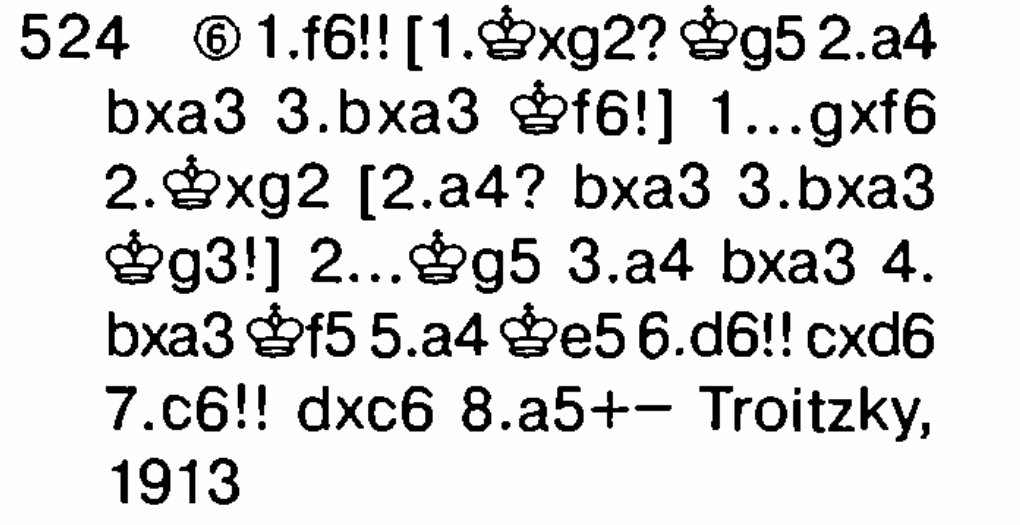 524 ⑥ 1.f6!! [1.♔xg2? ♔g5 2.a4
bxa3 3.bxa3 ♔f6!] 1...gxf6
2.♔xg2 [2.a4? bxa3 3.bxa3
♔g3!] 2...♔g5 3.a4 bxa3 4.
bxa3 ♔f5 5.a4 ♔e5 6.d6!! cxd6
7.c6!! dxc6 8.a5+− Troitzky,
1913